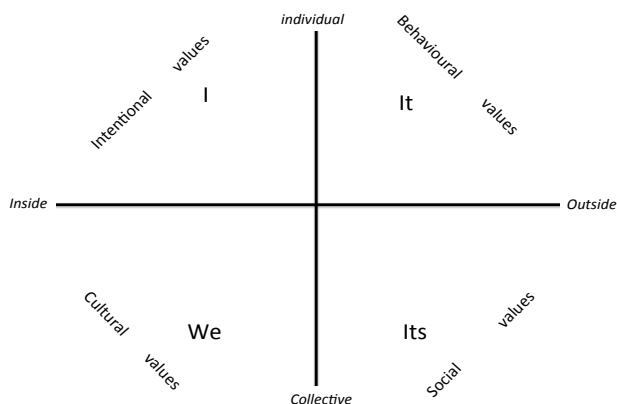 individual
Intentional values
Behavioural values
I
It
Inside
Outside
Cultural values
Social values
We
Its
Collective